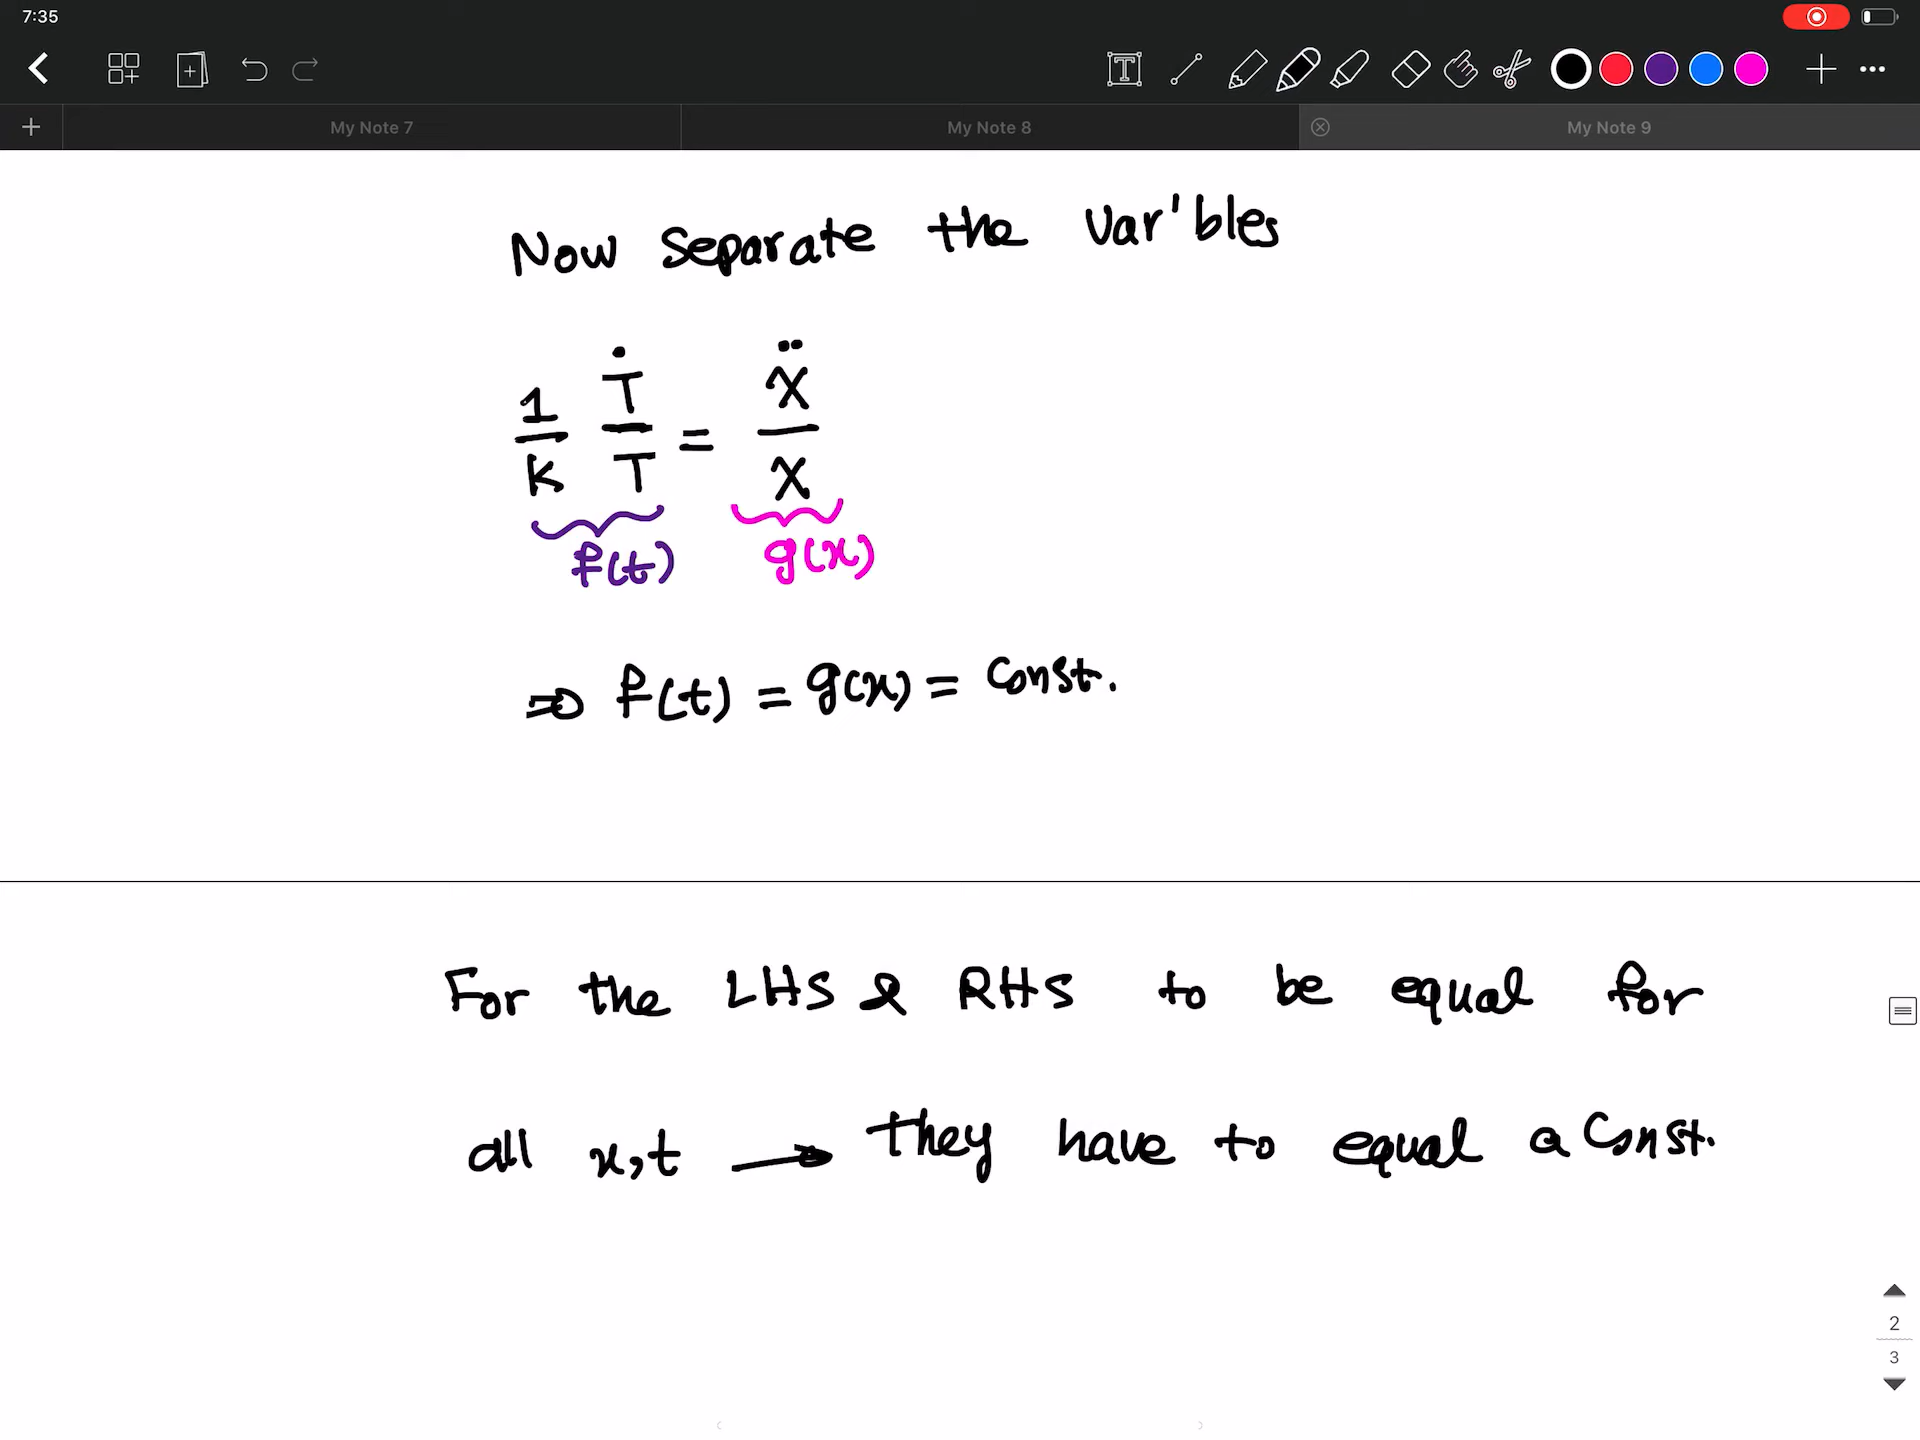 7:35
My Note 7 My Note 8 My Note 9
Now separate the var'bles
1/k Ṫ/T = Ẍ/X
f(t) g(x)
⇒ f(t) = g(x) = const.
For the LHS & RHS to be equal for
all x,t → they have to equal a const.
2
3